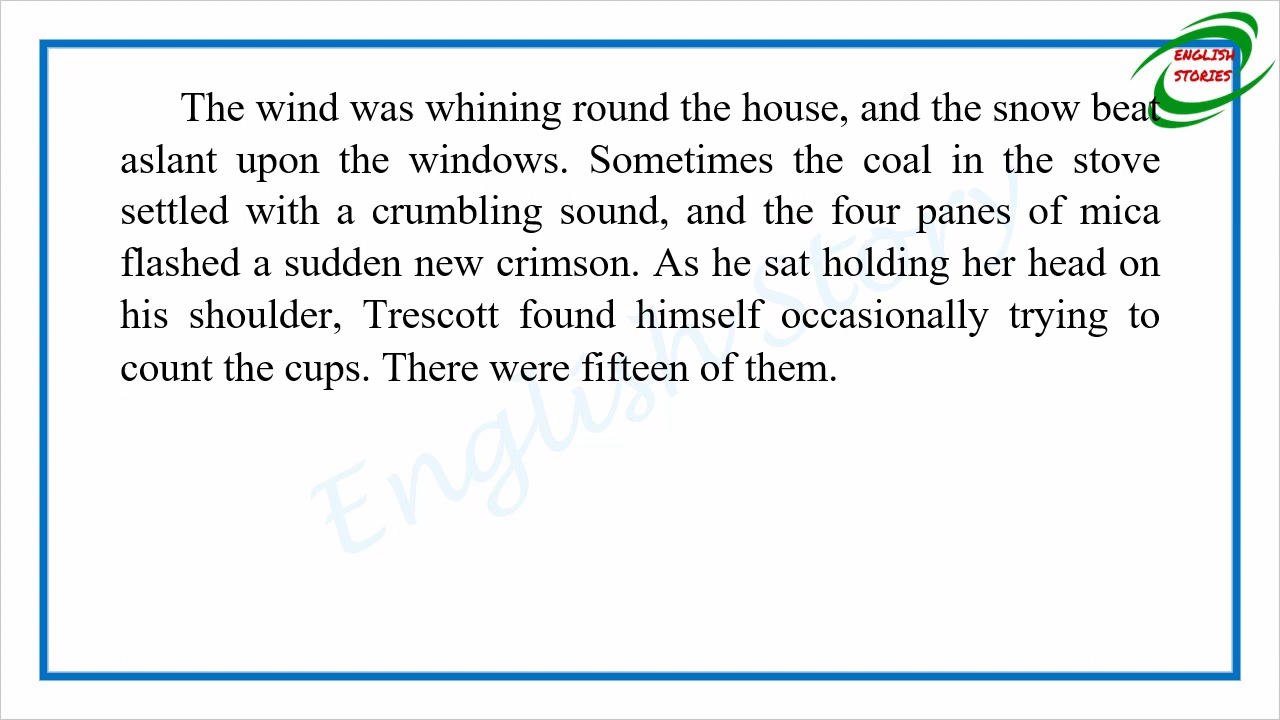 ENGLISH
STORIES
The wind was whining round the house, and the snow beat
aslant upon the windows. Sometimes the coal in the stove
settled with a crumbling sound, and the four panes of mica
flashed a sudden new crimson. As he sat holding her head on
his shoulder, Trescott found himself occasionally trying to
count the cups. There were fifteen of them.
English Story